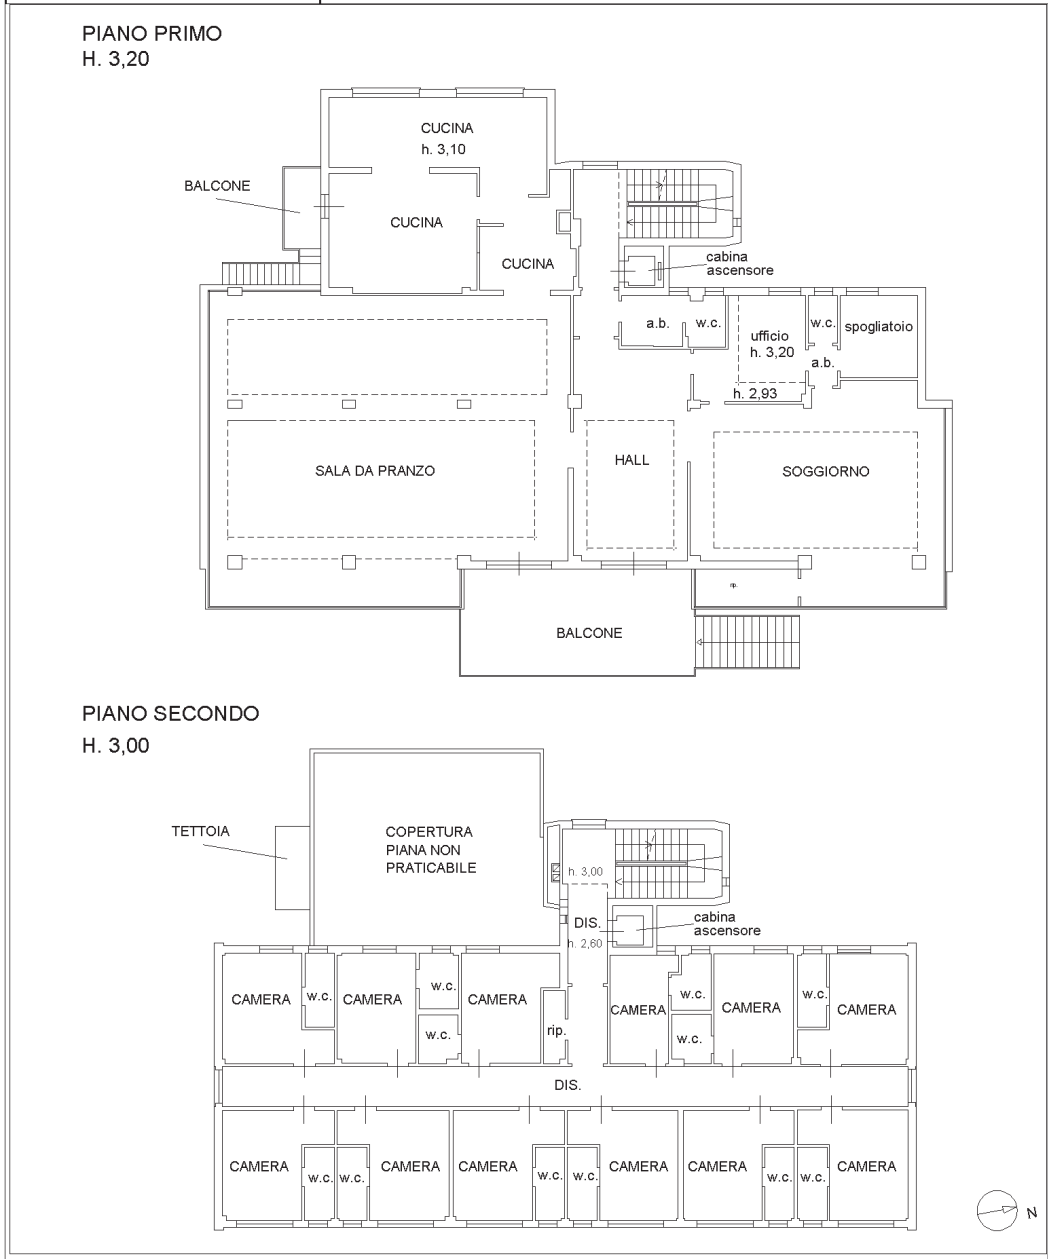 PIANO PRIMO
H. 3,20
CUCINA
h. 3,10
BALCONE
CUCINA
CUCINA
cabina
ascensore
a.b.
w.c.
ufficio
h. 3,20
w.c.
spogliatoio
a.b.
h. 2,93
SALA DA PRANZO
HALL
SOGGIORNO
rip.
BALCONE
PIANO SECONDO
H. 3,00
TETTOIA
COPERTURA
PIANA NON
PRATICABILE
h. 3,00
DIS.
h. 2,60
cabina
ascensore
CAMERA
w.c.
CAMERA
w.c.
w.c.
CAMERA
rip.
CAMERA
w.c.
w.c.
CAMERA
w.c.
CAMERA
DIS.
CAMERA
w.c.
w.c.
CAMERA
CAMERA
w.c.
w.c.
CAMERA
CAMERA
w.c.
w.c.
CAMERA
N